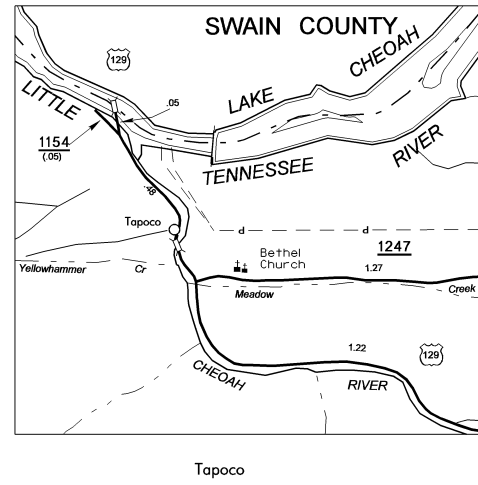 SWAIN COUNTY
129
CHEOAH
LAKE
LITTLE
.05
1154
(.05)
TENNESSEE
RIVER
.48
Tapoco
d
d
1247
Bethel
Church
1.27
Yellowhammer Cr
Meadow Creek
1.22
129
CHEOAH RIVER
Tapoco